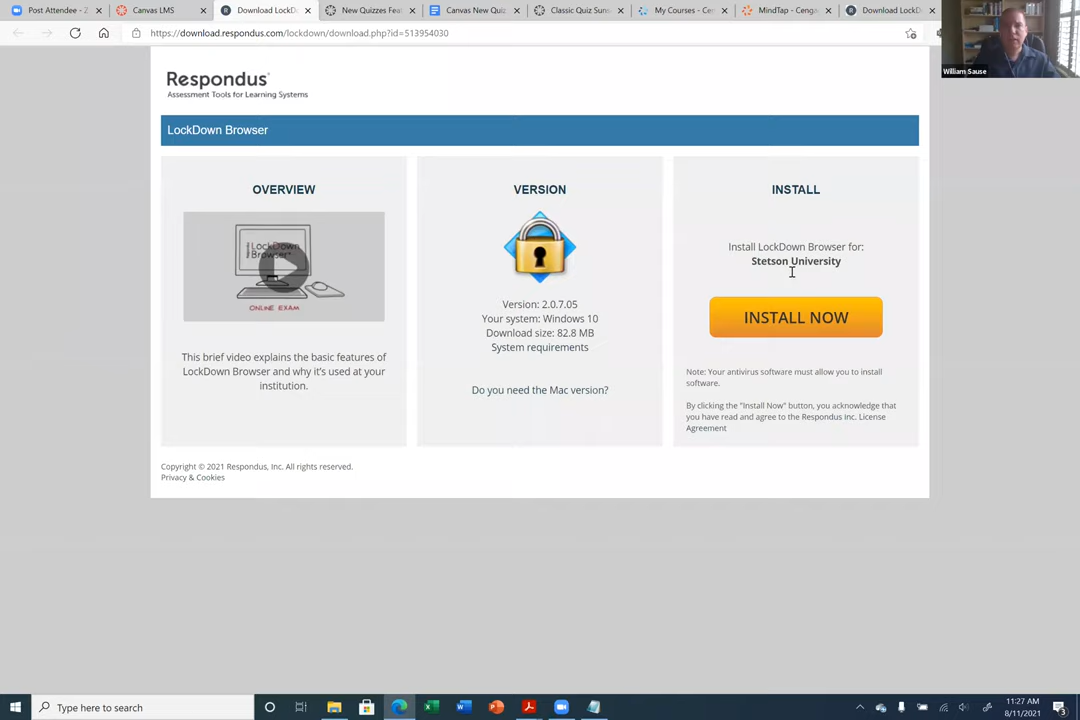 Post Attendee - 2
Canvas LMS
Download LockD
New Quizzes Fea
Canvas New Quiz
Classic Quiz Suns
My Courses - Cen
MindTap - Ceng
Download LockD
https://download.respondus.com/lockdown/download.php?id=513954030
William Sause
Respondus
Assessment Tools for Learning Systems
LockDown Browser
OVERVIEW
LockDown
Browser
ONLINE EXAM
This brief video explains the basic features of
LockDown Browser and why it's used at your
institution.
VERSION
Version: 2.0.7.05
Your system: Windows 10
Download size: 82.8 MB
System requirements
Do you need the Mac version?
INSTALL
Install LockDown Browser for:
Stetson University
INSTALL NOW
Note: Your antivirus software must allow you to install
software.
By clicking the "Install Now" button, you acknowledge that
you have read and agree to the Respondus inc. License
Agreement
Copyright © 2021 Respondus, Inc. All rights reserved.
Privacy & Cookies
Type here to search
11:27 AM
8/11/2021
3